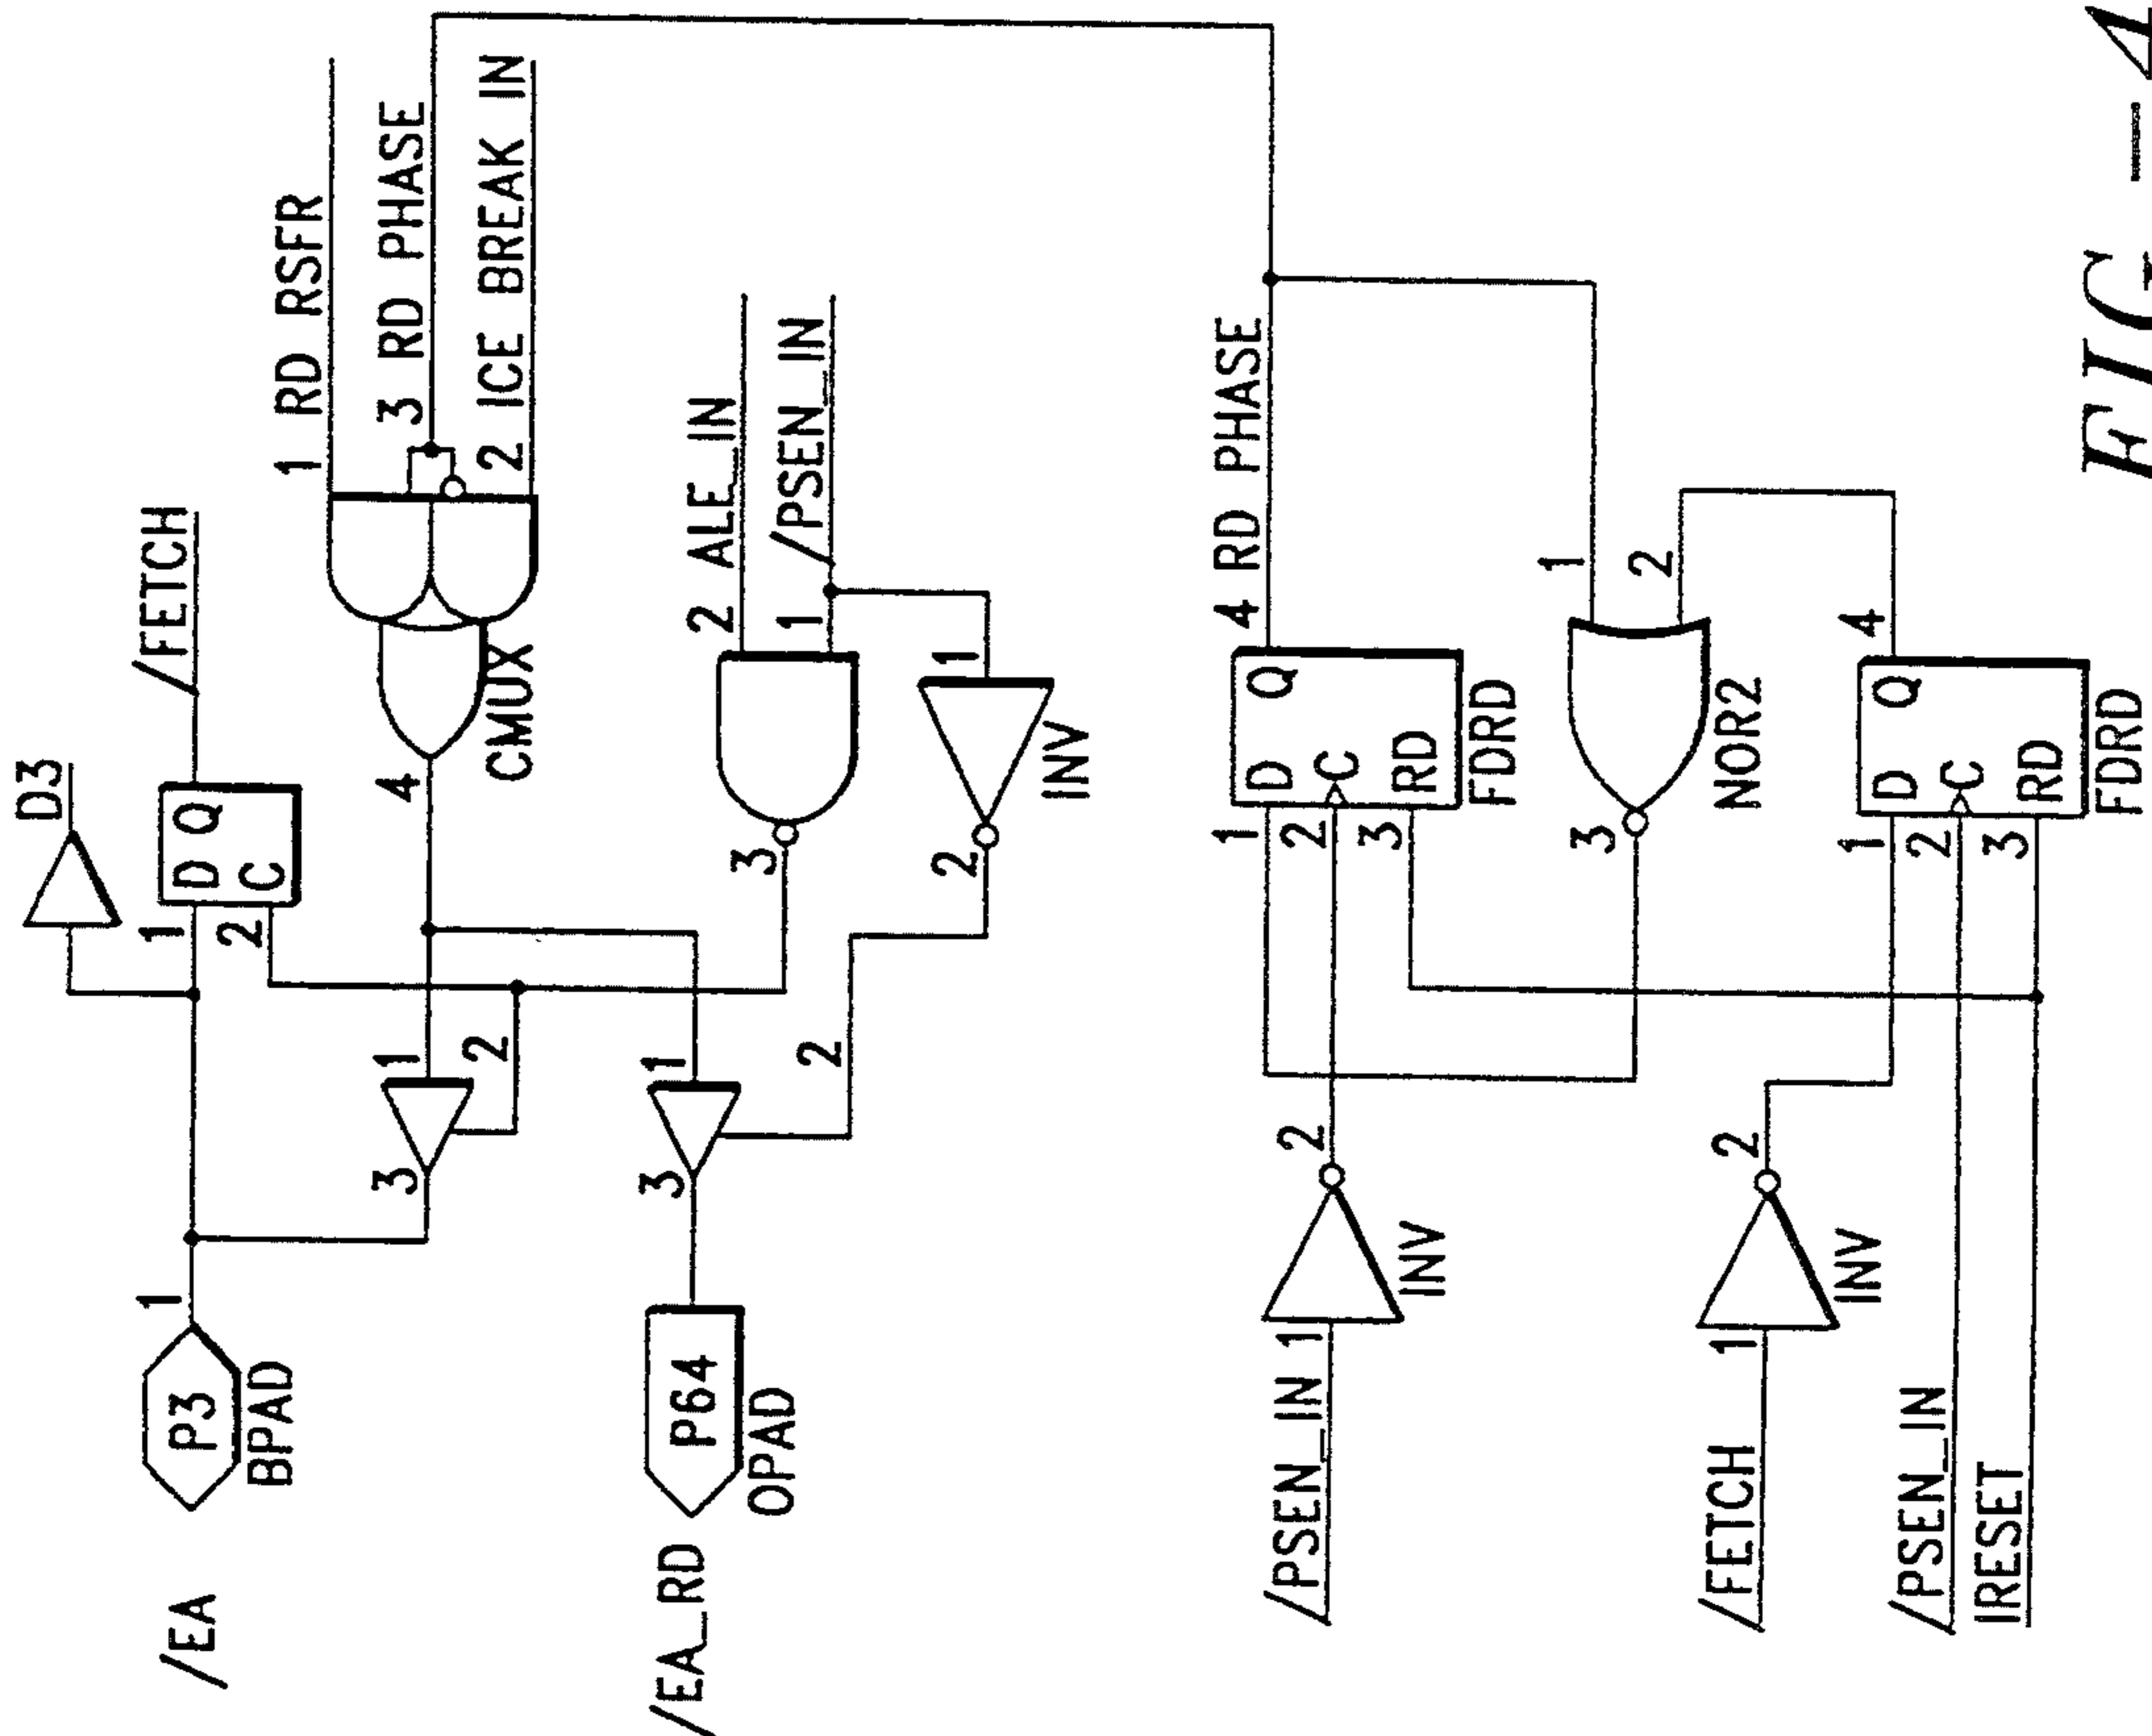 /EA
P3
BPAD
1
D3
1
2
D Q
C
/FETCH
/EA_RD
P64
OPAD
3
1
2
3
1
2
4
CMUX
1 RD RSFR
3 RD PHASE
2 ICE BREAK IN
3
2 ALE_IN
1 /PSEN_IN
2
1
INV
/PSEN_IN 1
2
INV
1
2
3
D Q
C
RD
FDRD
4 RD PHASE
3
NOR2
1
2
/FETCH 1
2
INV
/PSEN_IN
IRESET
1
2
3
D Q
C
RD
FDRD
4
FIG-4